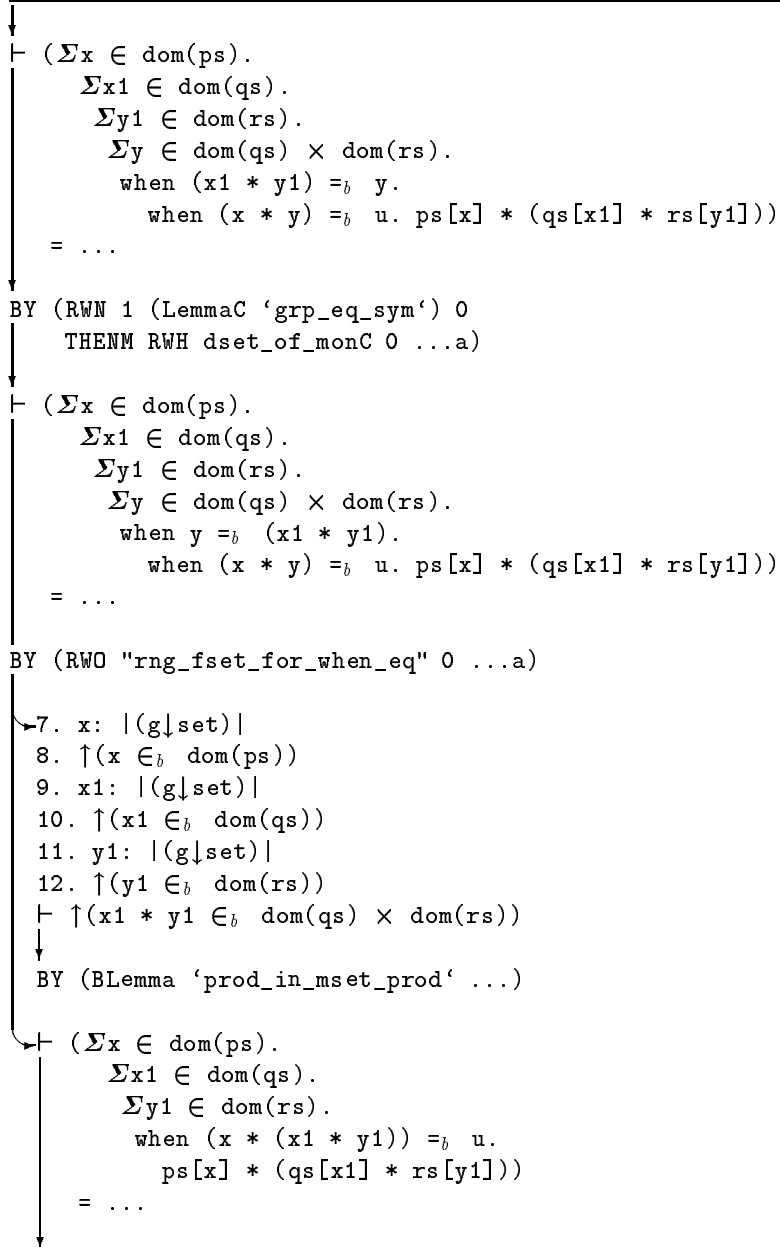 ⊢ (Σx ∈ dom(ps).
Σx1 ∈ dom(qs).
Σy1 ∈ dom(rs).
Σy ∈ dom(qs) × dom(rs).
when (x1 * y1) =b y.
when (x * y) =b u. ps[x] * (qs[x1] * rs[y1]))
= ...
BY (RWN 1 (LemmaC ‘grp_eq_sym‘) 0
THENM RWH dset_of_monC 0 ...a)
⊢ (Σx ∈ dom(ps).
Σx1 ∈ dom(qs).
Σy1 ∈ dom(rs).
Σy ∈ dom(qs) × dom(rs).
when y =b (x1 * y1).
when (x * y) =b u. ps[x] * (qs[x1] * rs[y1]))
= ...
BY (RWO "rng_fset_for_when_eq" 0 ...a)
7. x: |(g↓set)|
8. ↑(x ∈b dom(ps))
9. x1: |(g↓set)|
10. ↑(x1 ∈b dom(qs))
11. y1: |(g↓set)|
12. ↑(y1 ∈b dom(rs))
⊢ ↑(x1 * y1 ∈b dom(qs) × dom(rs))
BY (BLemma ‘prod_in_mset_prod‘ ...)
⊢ (Σx ∈ dom(ps).
Σx1 ∈ dom(qs).
Σy1 ∈ dom(rs).
when (x * (x1 * y1)) =b u.
ps[x] * (qs[x1] * rs[y1]))
= ...